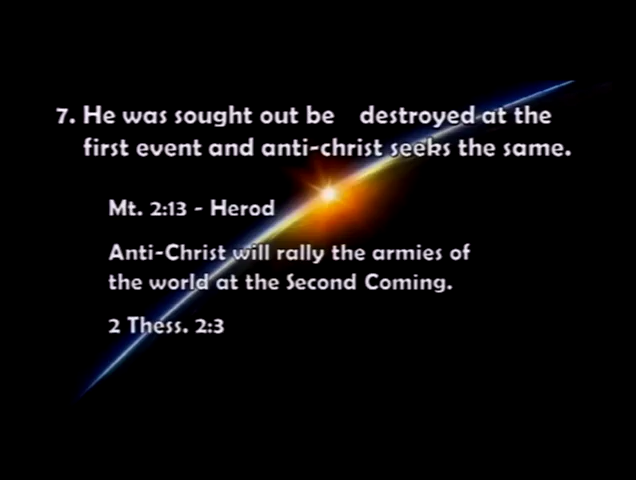 7. He was sought out be destroyed at the
first event and anti-christ seeks the same.
Mt. 2:13 - Herod
Anti-Christ will rally the armies of
the world at the Second Coming.
2 Thess. 2:3